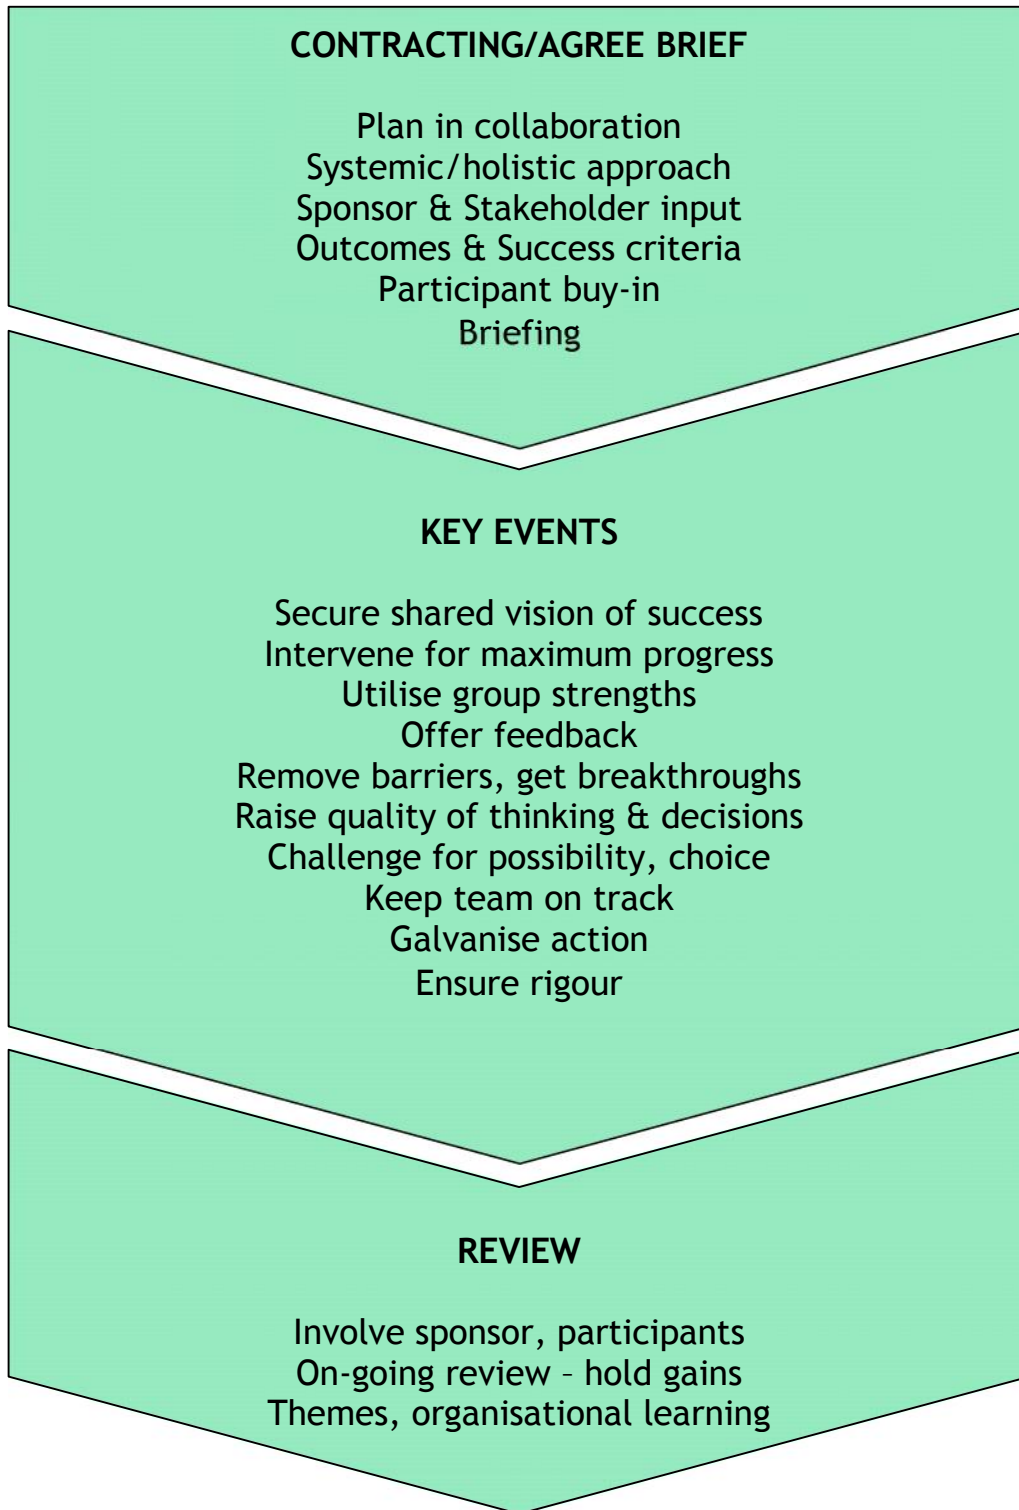 CONTRACTING/AGREE BRIEF
Plan in collaboration
Systemic/holistic approach
Sponsor & Stakeholder input
Outcomes & Success criteria
Participant buy-in
Briefing
KEY EVENTS
Secure shared vision of success
Intervene for maximum progress
Utilise group strengths
Offer feedback
Remove barriers, get breakthroughs
Raise quality of thinking & decisions
Challenge for possibility, choice
Keep team on track
Galvanise action
Ensure rigour
REVIEW
Involve sponsor, participants
On-going review – hold gains
Themes, organisational learning